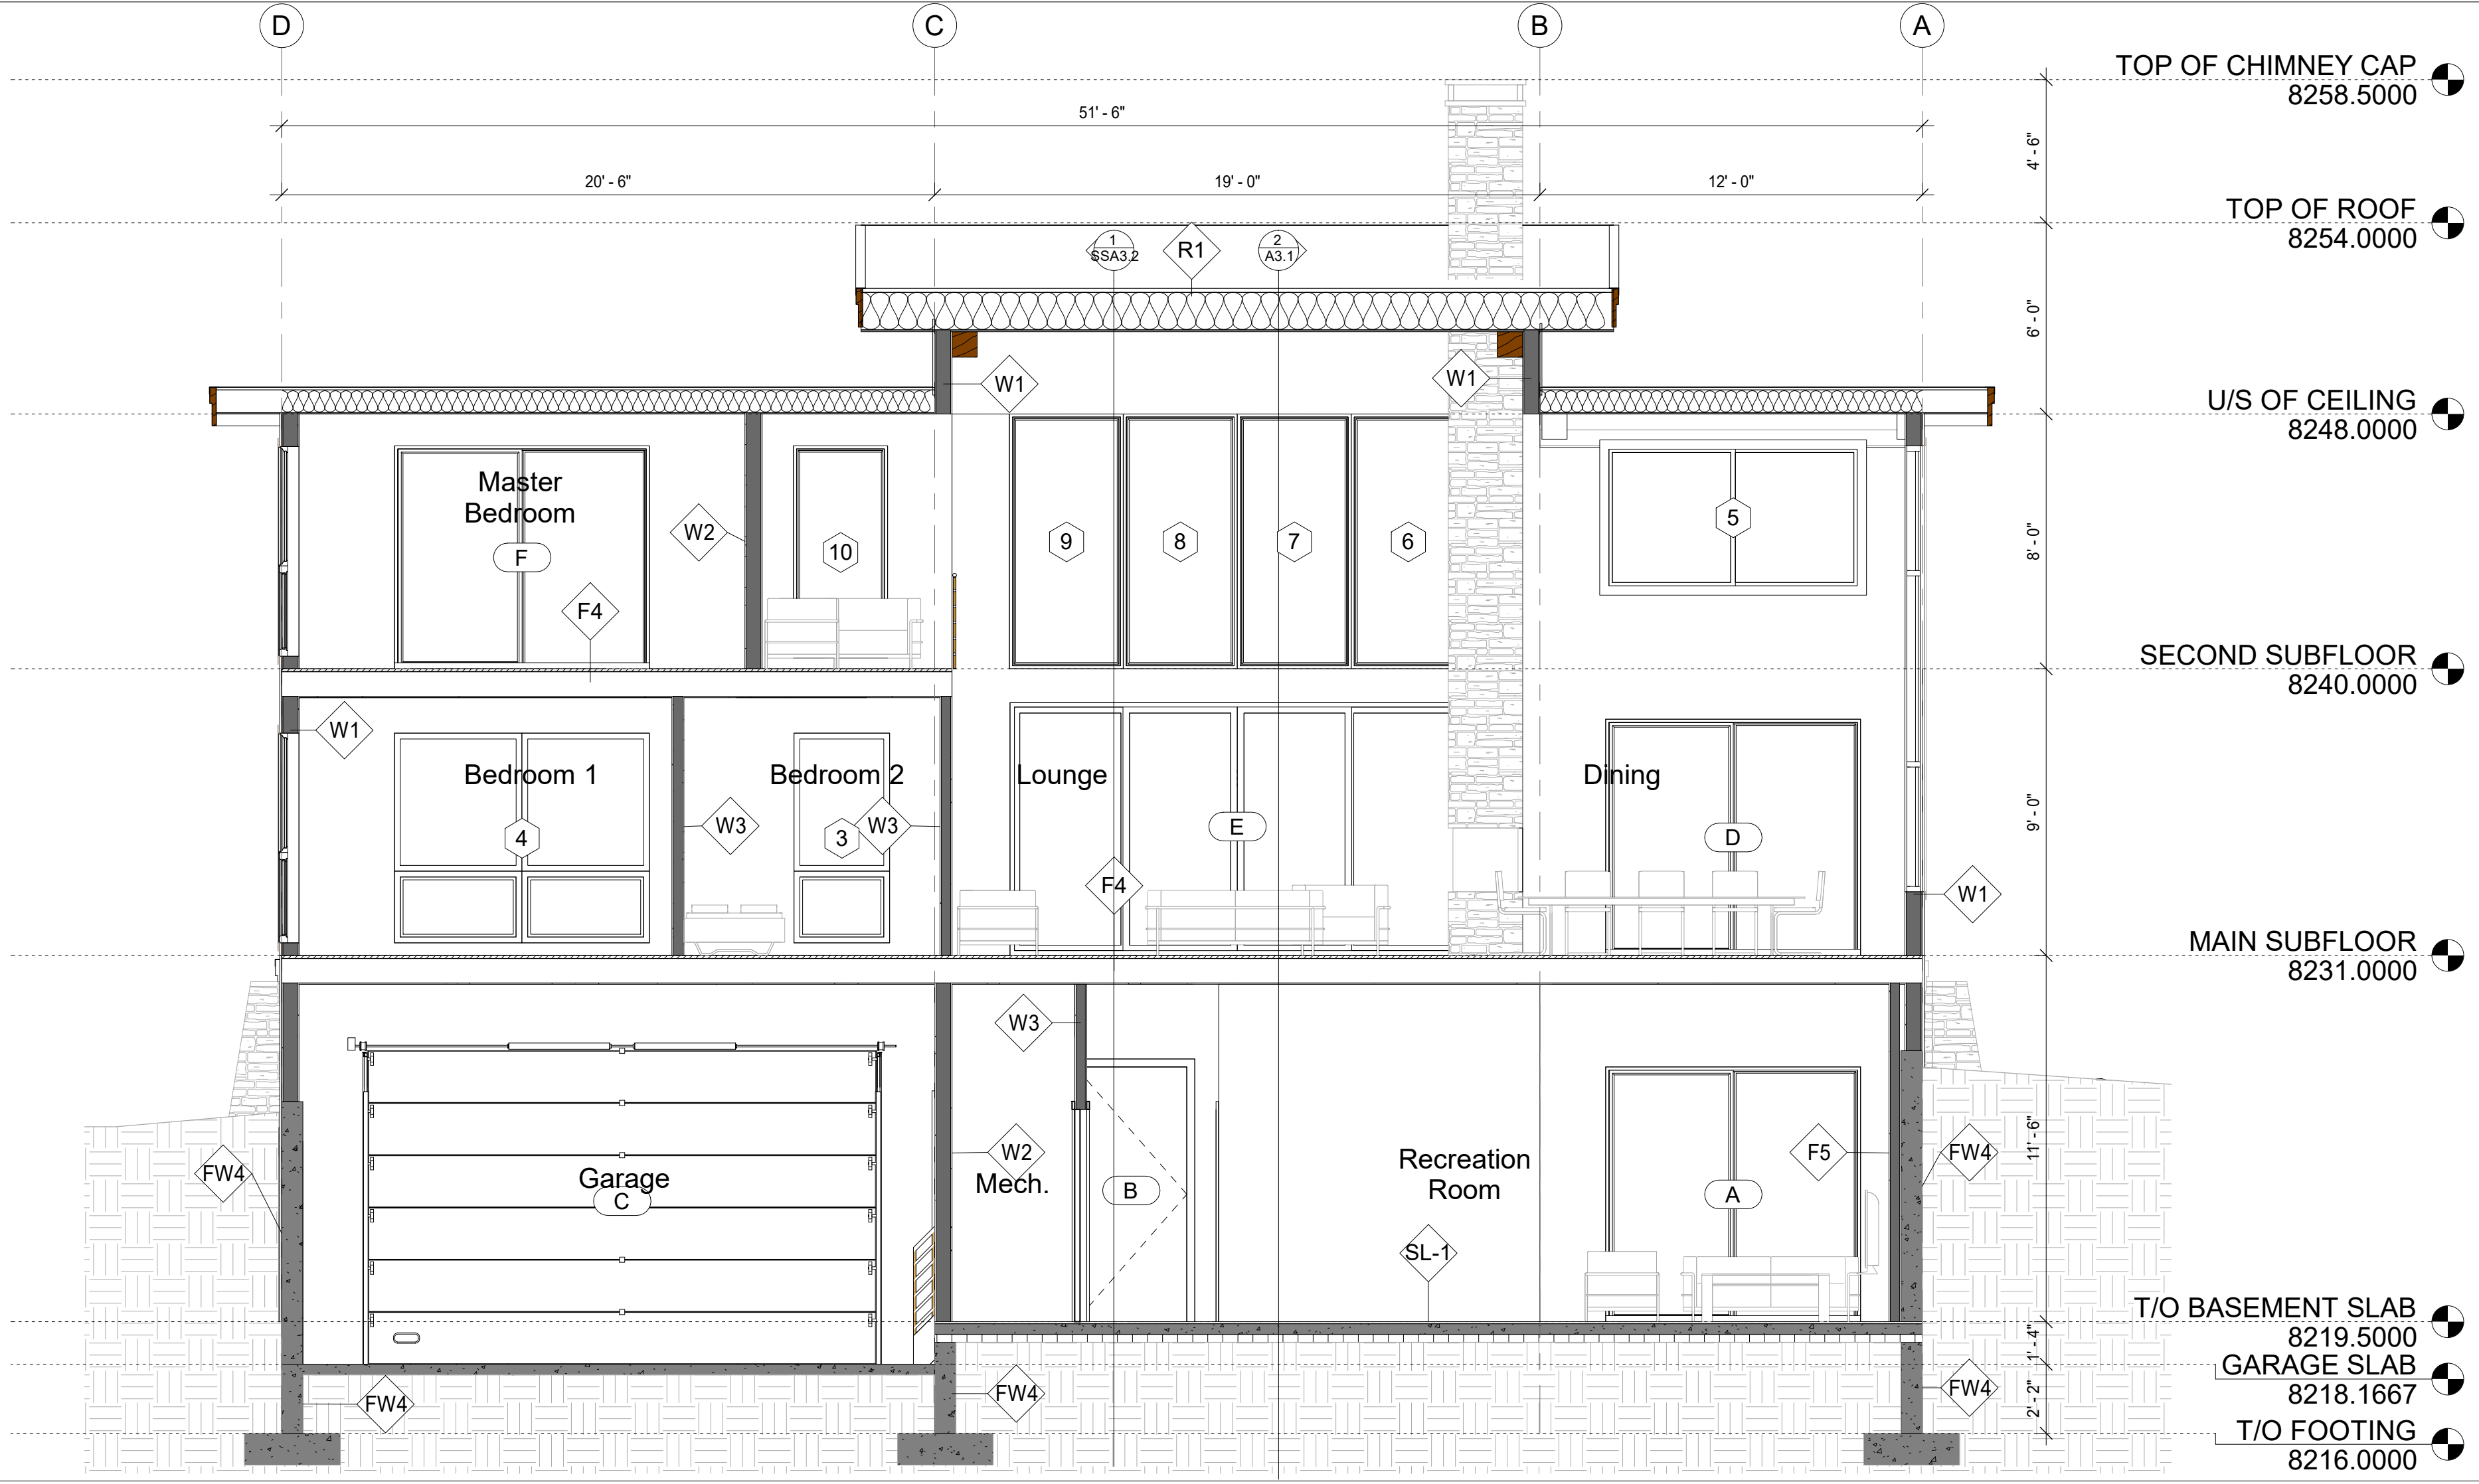 D
C
B
A
TOP OF CHIMNEY CAP
8258.5000
51' - 6"
4' - 6"
20' - 6"
19' - 0"
12' - 0"
TOP OF ROOF
8254.0000
1
SSA3.2
R1
2
A3.1
6' - 0"
W1
W1
U/S OF CEILING
8248.0000
Master
Bedroom
F
W2
10
9
8
7
6
5
8' - 0"
F4
SECOND SUBFLOOR
8240.0000
W1
Bedroom 1
Bedroom 2
Lounge
Dining
4
W3
3
W3
E
D
9' - 0"
F4
W1
MAIN SUBFLOOR
8231.0000
W3
FW4
Garage
C
W2
Mech.
B
Recreation
Room
A
F5
FW4
11' - 6"
SL-1
T/O BASEMENT SLAB
8219.5000
1' - 4"
GARAGE SLAB
8218.1667
FW4
FW4
FW4
2' - 2"
T/O FOOTING
8216.0000